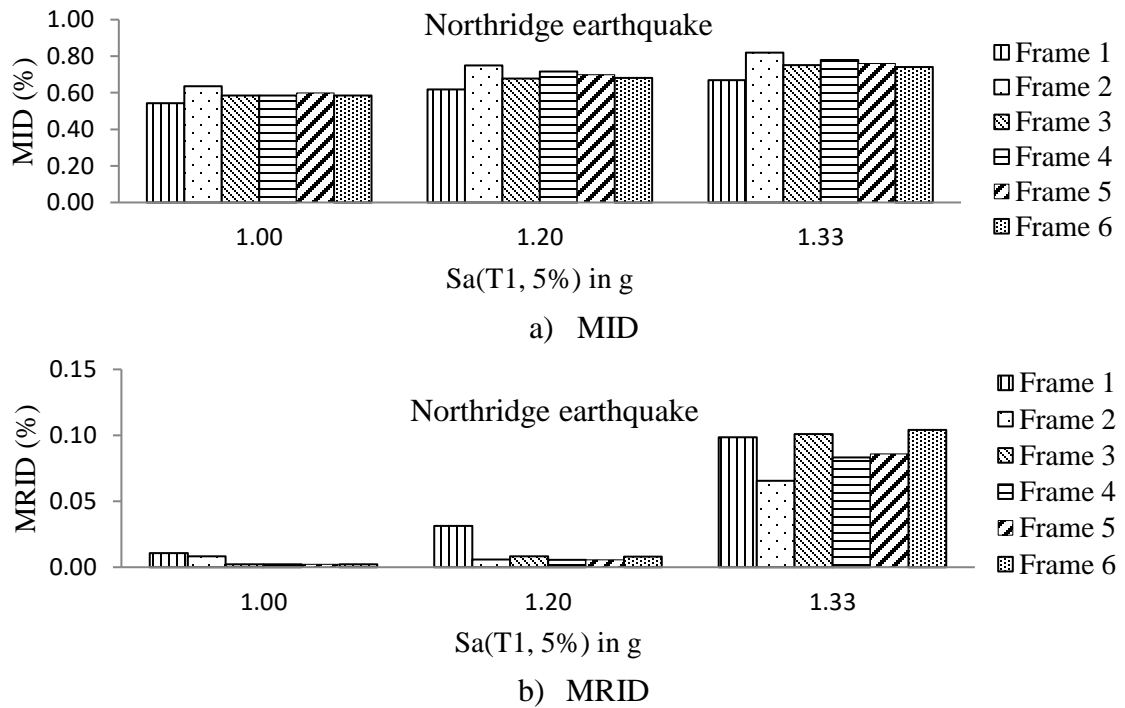 Northridge earthquake
MID (%)
1.00
0.80
0.60
0.40
0.20
0.00
1.00 1.20 1.33
Sa(T1, 5%) in g
Frame 1
Frame 2
Frame 3
Frame 4
Frame 5
Frame 6
a) MID
Northridge earthquake
MRID (%)
0.15
0.10
0.05
0.00
1.00 1.20 1.33
Sa(T1, 5%) in g
Frame 1
Frame 2
Frame 3
Frame 4
Frame 5
Frame 6
b) MRID